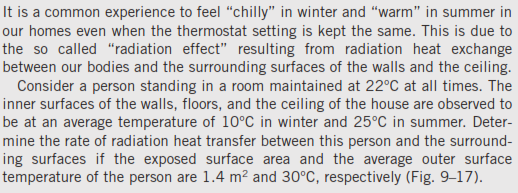 It is a common experience to feel “chilly” in winter and “warm” in summer in
our homes even when the thermostat setting is kept the same. This is due to
the so called “radiation effect” resulting from radiation heat exchange
between our bodies and the surrounding surfaces of the walls and the ceiling.
Consider a person standing in a room maintained at 22°C at all times. The
inner surfaces of the walls, floors, and the ceiling of the house are observed to
be at an average temperature of 10°C in winter and 25°C in summer. Deter-
mine the rate of radiation heat transfer between this person and the surround-
ing surfaces if the exposed surface area and the average outer surface
temperature of the person are 1.4 m² and 30°C, respectively (Fig. 9–17).